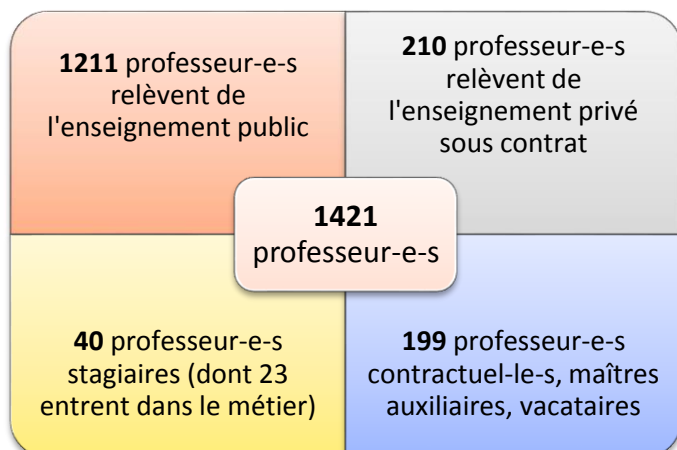 1211 professeur-e-s
relèvent de
l'enseignement public
210 professeur-e-s
relèvent de
l'enseignement privé
sous contrat
1421
professeur-e-s
40 professeur-e-s
stagiaires (dont 23
entrent dans le métier)
199 professeur-e-s
contractuel-le-s, maîtres
auxiliaires, vacataires